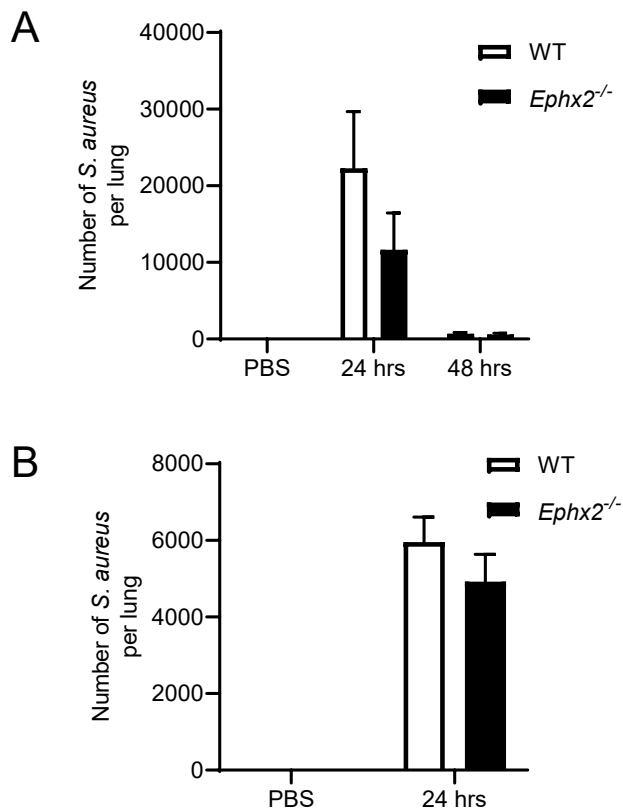 A
Number of S. aureus
per lung
40000
30000
20000
10000
0
PBS
24 hrs
48 hrs
WT
Ephx2-/-
B
Number of S. aureus
per lung
8000
6000
4000
2000
0
PBS
24 hrs
WT
Ephx2-/-